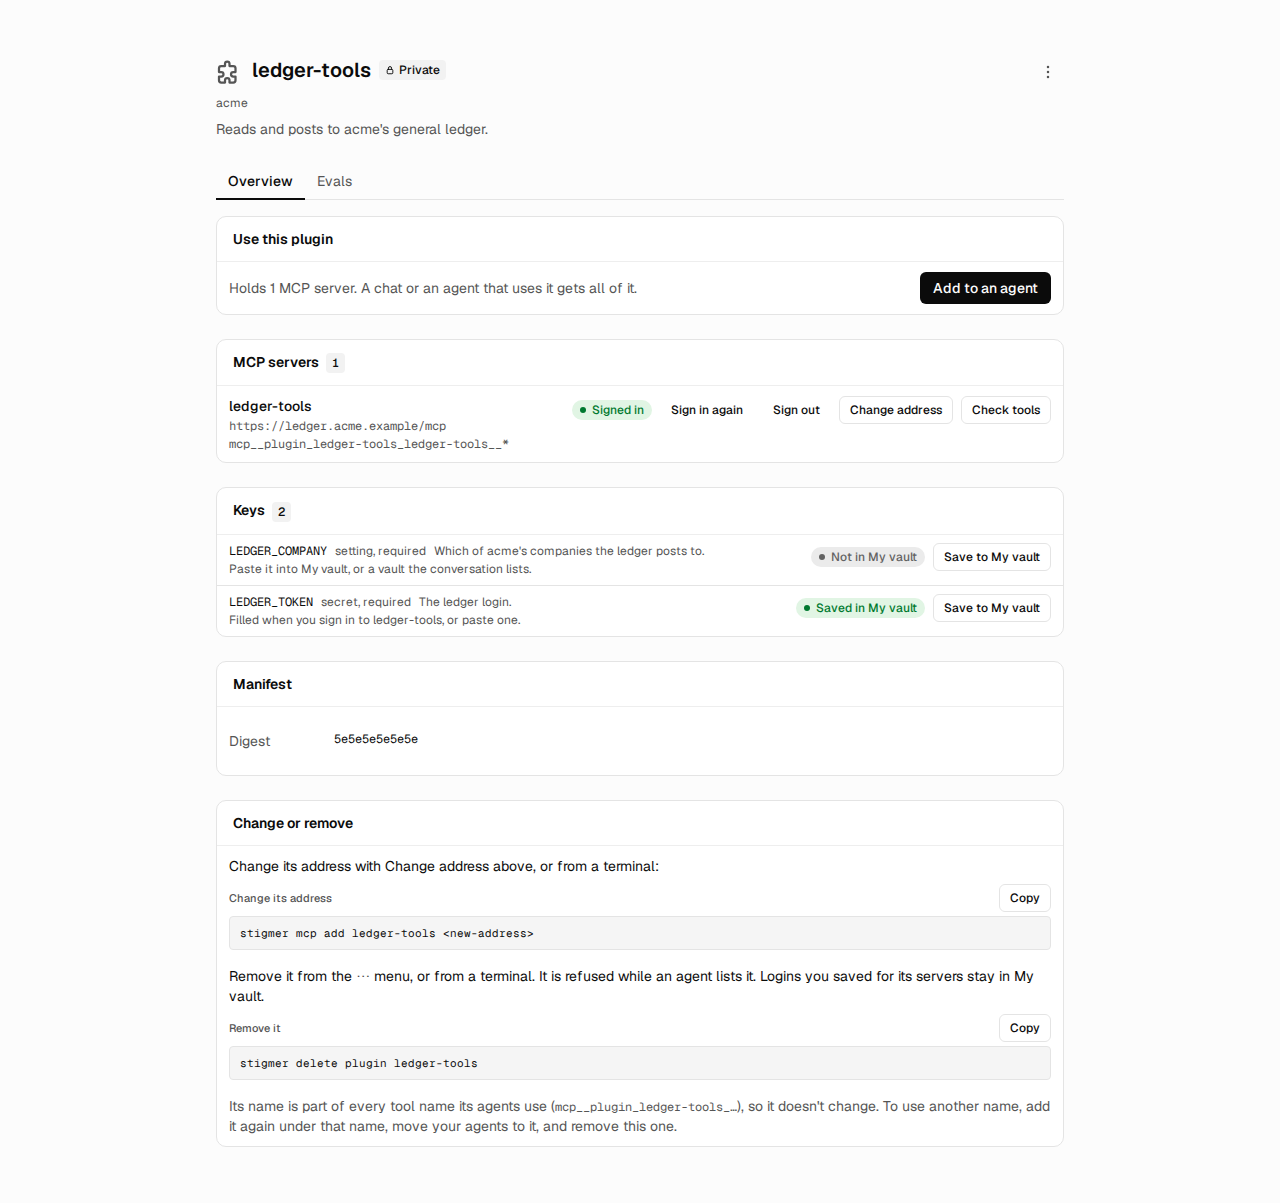 ledger-tools Private
acme
Reads and posts to acme's general ledger.
Overview Evals
Use this plugin
Holds 1 MCP server. A chat or an agent that uses it gets all of it. Add to an agent
MCP servers 1
ledger-tools Signed in Sign in again Sign out Change address Check tools
https://ledger.acme.example/mcp
mcp__plugin_ledger-tools_ledger-tools__*
Keys 2
LEDGER_COMPANY setting, required Which of acme's companies the ledger posts to. Not in My vault Save to My vault
Paste it into My vault, or a vault the conversation lists.
LEDGER_TOKEN secret, required The ledger login. Saved in My vault Save to My vault
Filled when you sign in to ledger-tools, or paste one.
Manifest
Digest 5e5e5e5e5e5e
Change or remove
Change its address with Change address above, or from a terminal:
Change its address Copy
stigmer mcp add ledger-tools <new-address>
Remove it from the ··· menu, or from a terminal. It is refused while an agent lists it. Logins you saved for its servers stay in My
vault.
Remove it Copy
stigmer delete plugin ledger-tools
Its name is part of every tool name its agents use (mcp__plugin_ledger-tools_…), so it doesn't change. To use another name, add
it again under that name, move your agents to it, and remove this one.